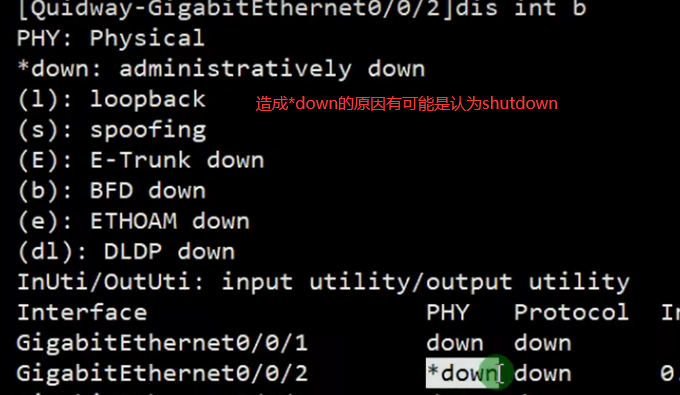 [Quidway-GigabitEthernet0/0/2]dis int b
PHY: Physical
*down: administratively down
(l): loopback
造成*down的原因有可能是认为shutdown
(s): spoofing
(E): E-Trunk down
(b): BFD down
(e): ETHOAM down
(dl): DLDP down
InUti/OutUti: input utility/output utility
Interface PHY Protocol
GigabitEthernet0/0/1 down down
GigabitEthernet0/0/2 *down down 0.